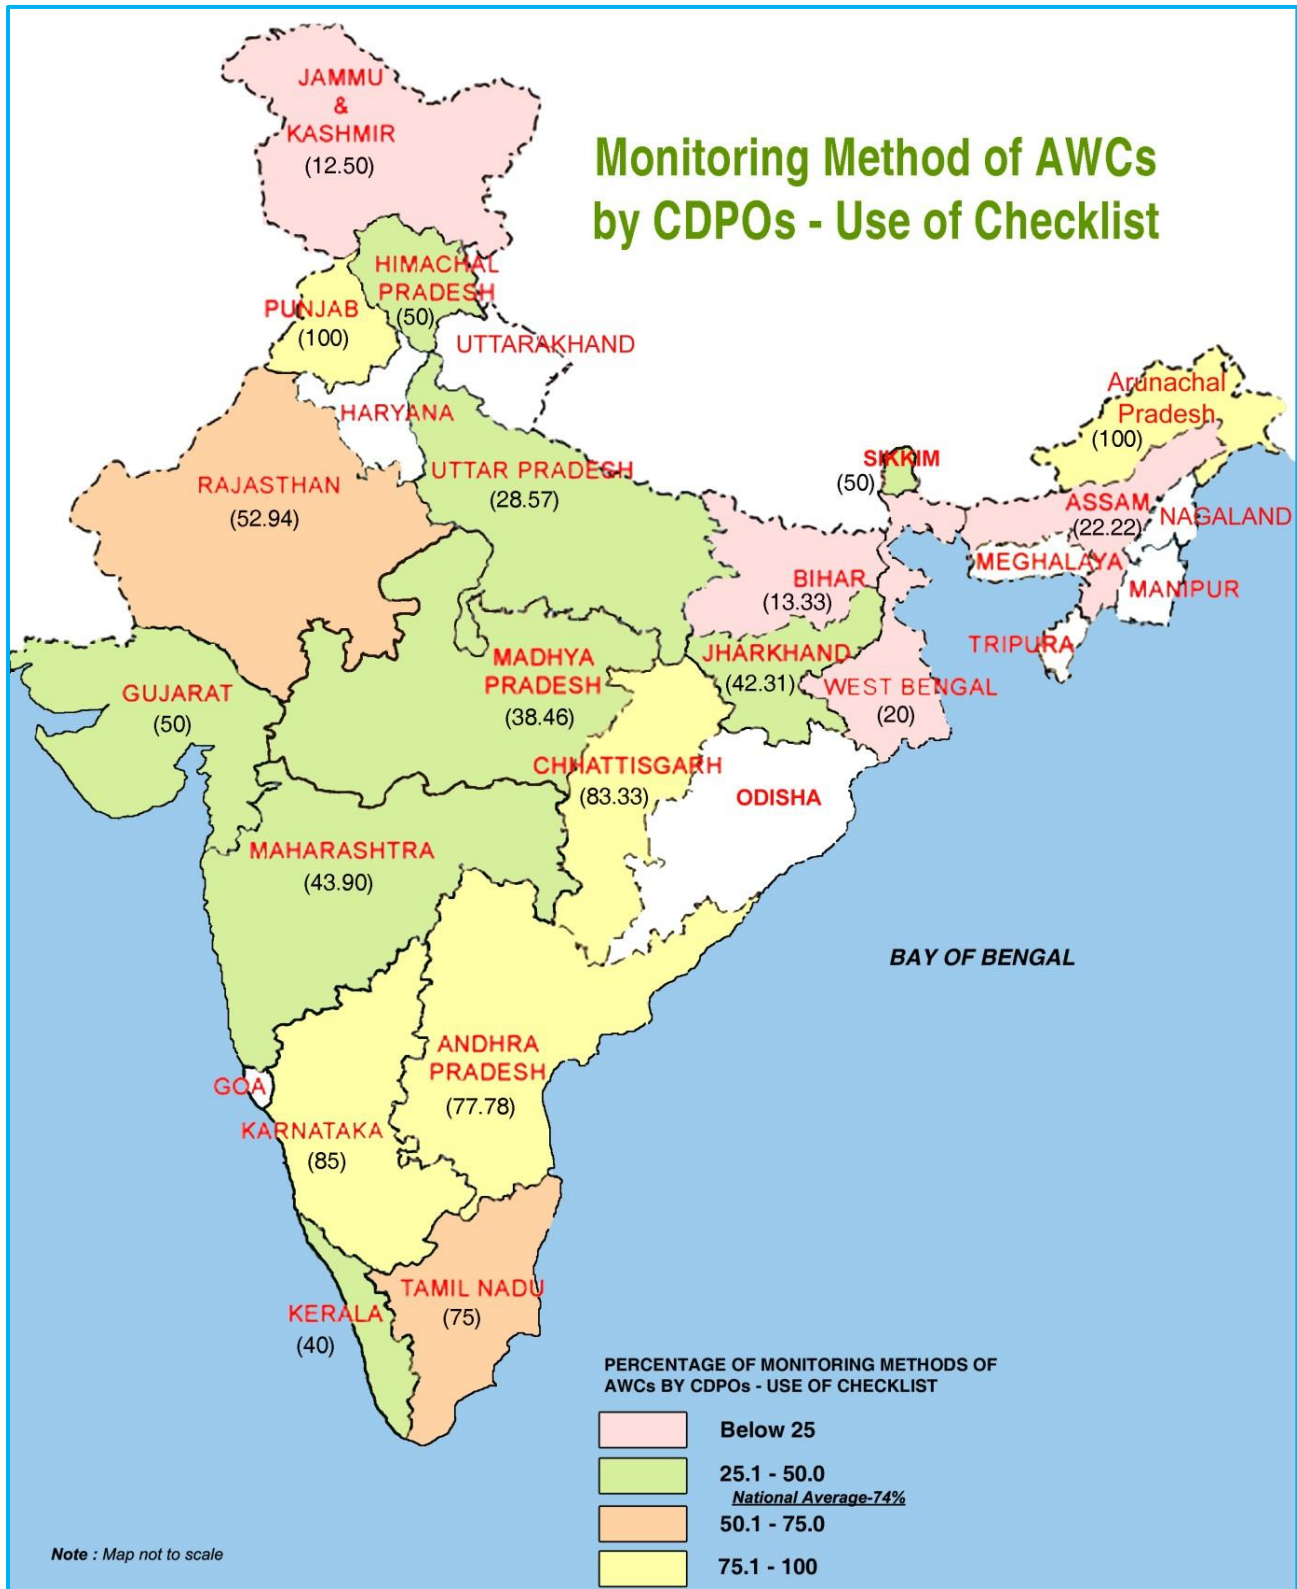 JAMMU
&
KASHMIR
(12.50)
Monitoring Method of AWCs
by CDPOs - Use of Checklist
HIMACHAL
PRADESH
(50)
PUNJAB
(100)
UTTARAKHAND
HARYANA
Arunachal
Pradesh
(100)
RAJASTHAN
(52.94)
UTTAR PRADESH
(28.57)
SIKKIM
(50)
ASSAM
(22.22)
NAGALAND
MEGHALAYA
MANIPUR
TRIPURA
BIHAR
(13.33)
JHARKHAND
(42.31)
WEST BENGAL
(20)
GUJARAT
(50)
MADHYA
PRADESH
(38.46)
CHHATTISGARH
(83.33)
ODISHA
MAHARASHTRA
(43.90)
BAY OF BENGAL
ANDHRA
PRADESH
(77.78)
GOA
KARNATAKA
(85)
TAMIL NADU
(75)
KERALA
(40)
PERCENTAGE OF MONITORING METHODS OF
AWCs BY CDPOs - USE OF CHECKLIST
Below 25
25.1 - 50.0
National Average-74%
50.1 - 75.0
75.1 - 100
Note : Map not to scale